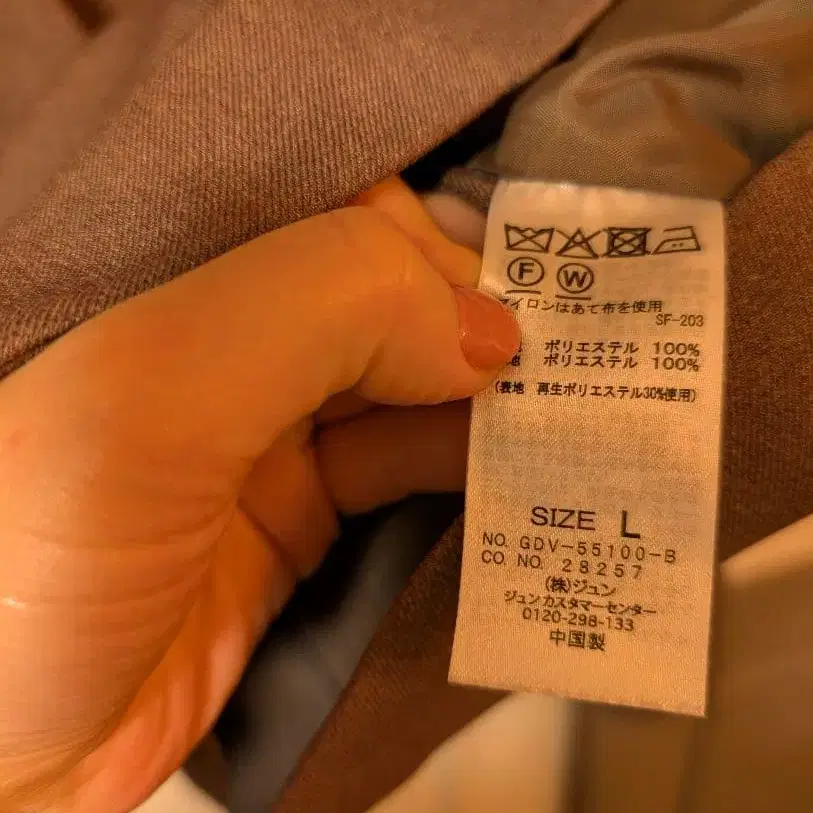 F W
イロンはあて布を使用
SF-203
ポリエステル 100%
地 ポリエステル 100%
(表地 再生ポリエステル30%使用)
SIZE L
NO. GDV-55100-B
CO. NO. 28257
(株)ジュン
ジュンカスタマーセンター
0120-298-133
中国製